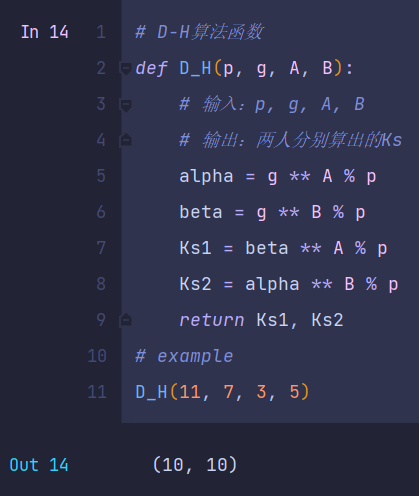 In 14
1 # D-H算法函数
2 def D_H(p, g, A, B):
3 # 输入: p, g, A, B
4 # 输出: 两人分别算出的Ks
5 alpha = g ** A % p
6 beta = g ** B % p
7 Ks1 = beta ** A % p
8 Ks2 = alpha ** B % p
9 return Ks1, Ks2
10 # example
11 D_H(11, 7, 3, 5)
Out 14 (10, 10)